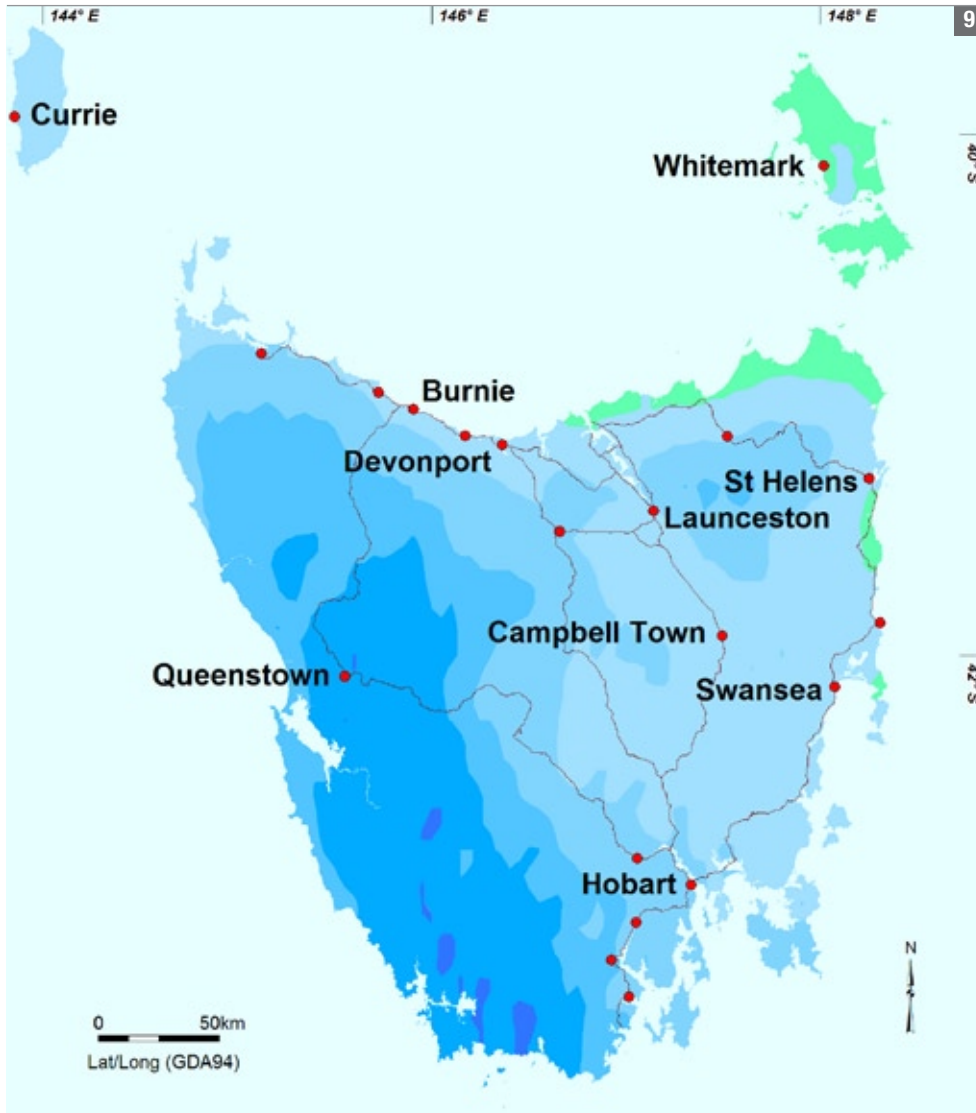 144° E
146° E
148° E
9
Currie
40° S
Whitemark
Burnie
Devonport
St Helens
Launceston
Campbell Town
Queenstown
42° S
Swansea
Hobart
N
0 50km
Lat/Long (GDA94)